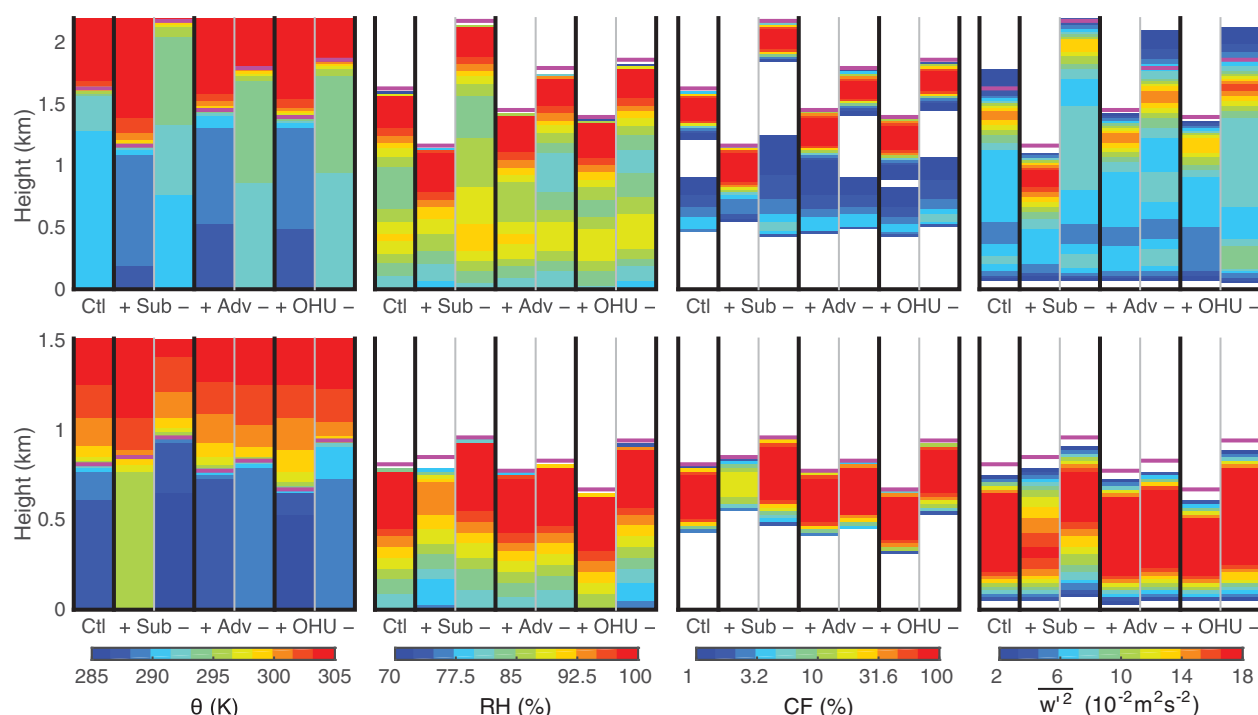 Height (km)
2
1.5
1
0.5
0
Ctl + Sub − + Adv − + OHU −
Ctl + Sub − + Adv − + OHU −
Ctl + Sub − + Adv − + OHU −
Ctl + Sub − + Adv − + OHU −
Height (km)
1.5
1
0.5
0
Ctl + Sub − + Adv − + OHU −
Ctl + Sub − + Adv − + OHU −
Ctl + Sub − + Adv − + OHU −
Ctl + Sub − + Adv − + OHU −
285 290 295 300 305
θ (K)
70 77.5 85 92.5 100
RH (%)
1 3.2 10 31.6 100
CF (%)
2 6 10 14 18
w'² (10⁻²m²s⁻²)